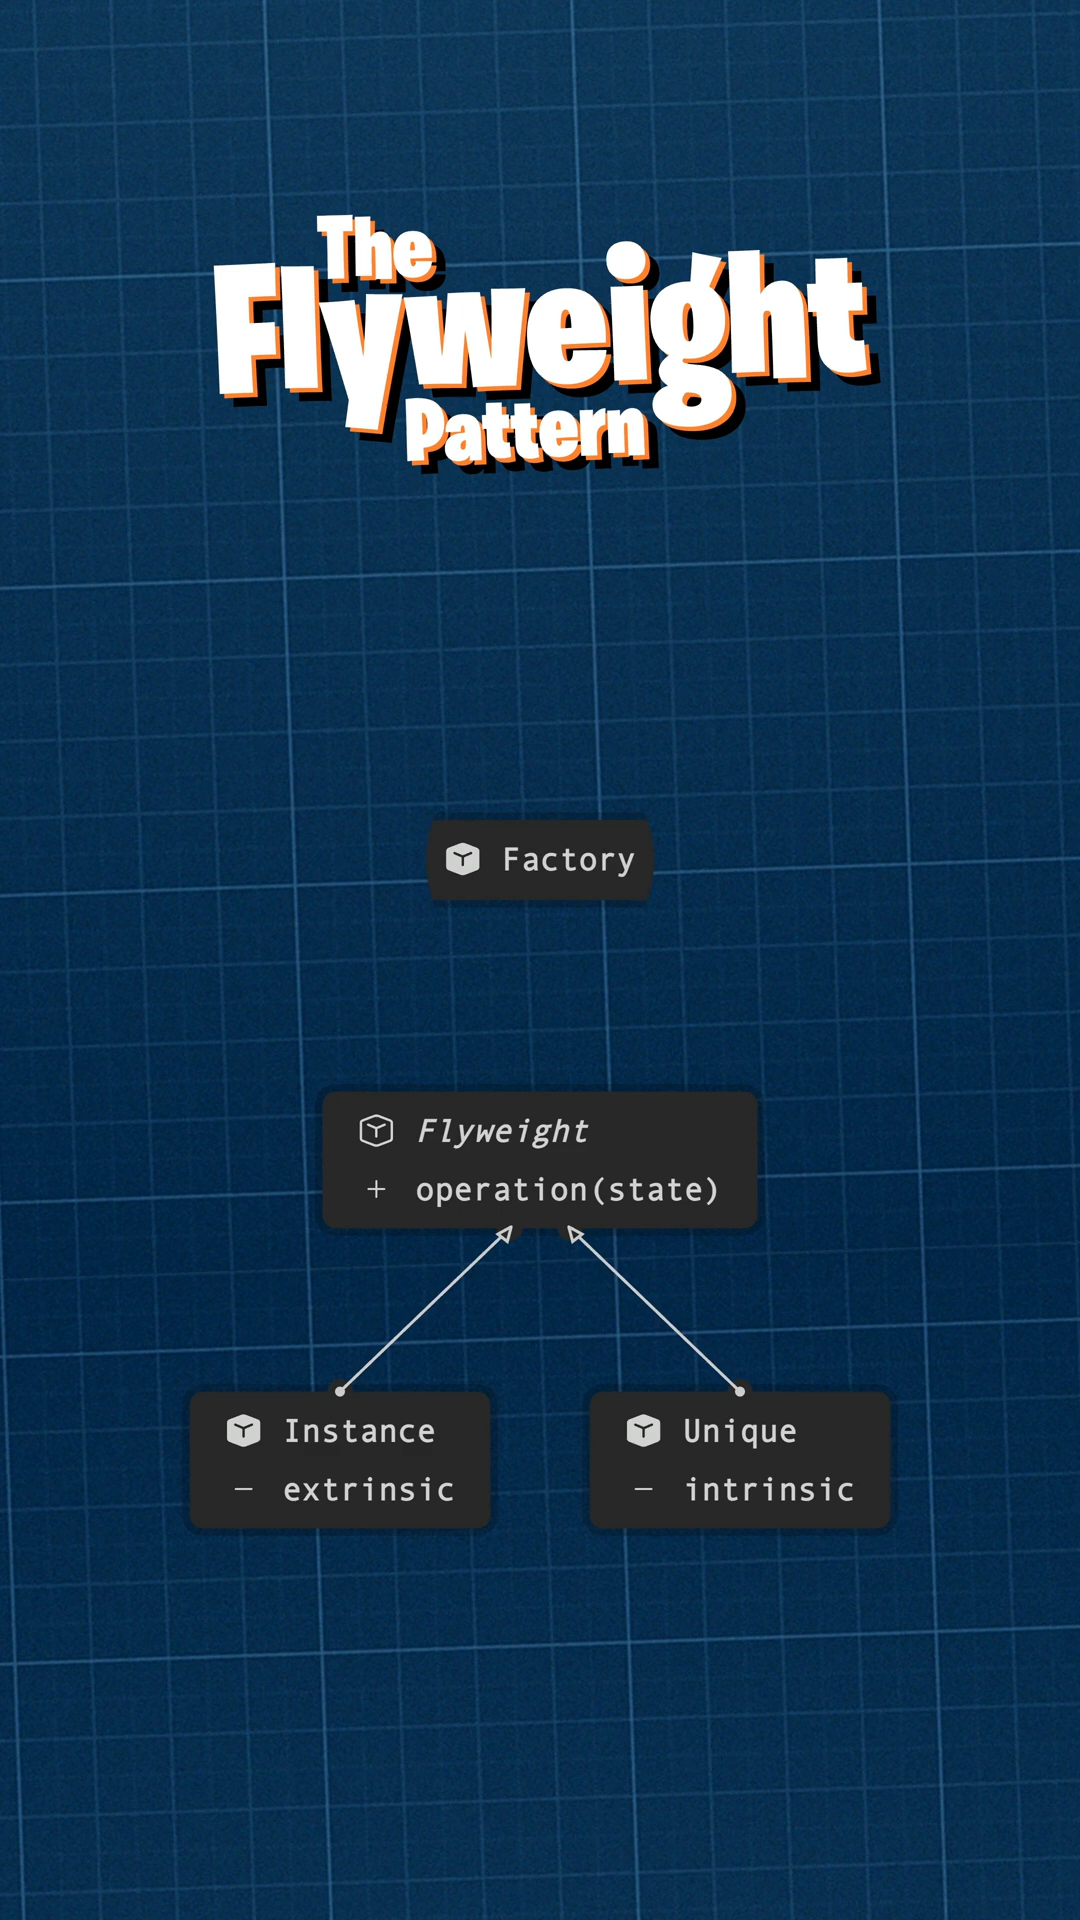 The
Flyweight
Pattern
Factory
Flyweight
+ operation(state)
Instance
− extrinsic
Unique
− intrinsic